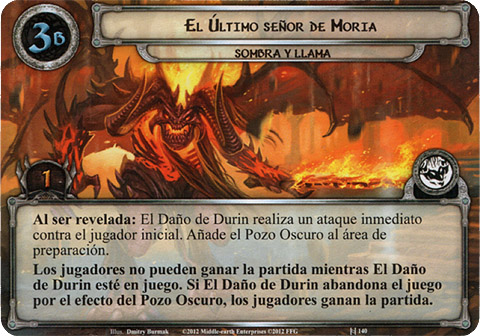 3B
El Último señor de Moria
SOMBRA Y LLAMA
1
Al ser revelada: El Daño de Durin realiza un ataque inmediato
contra el jugador inicial. Añade el Pozo Oscuro al área de
preparación.
Los jugadores no pueden ganar la partida mientras El Daño
de Durin esté en juego. Si El Daño de Durin abandona el juego
por el efecto del Pozo Oscuro, los jugadores ganan la partida.
Illus. Dmitry Burmak ©2012 Middle-earth Enterprises ©2012 FFG 140